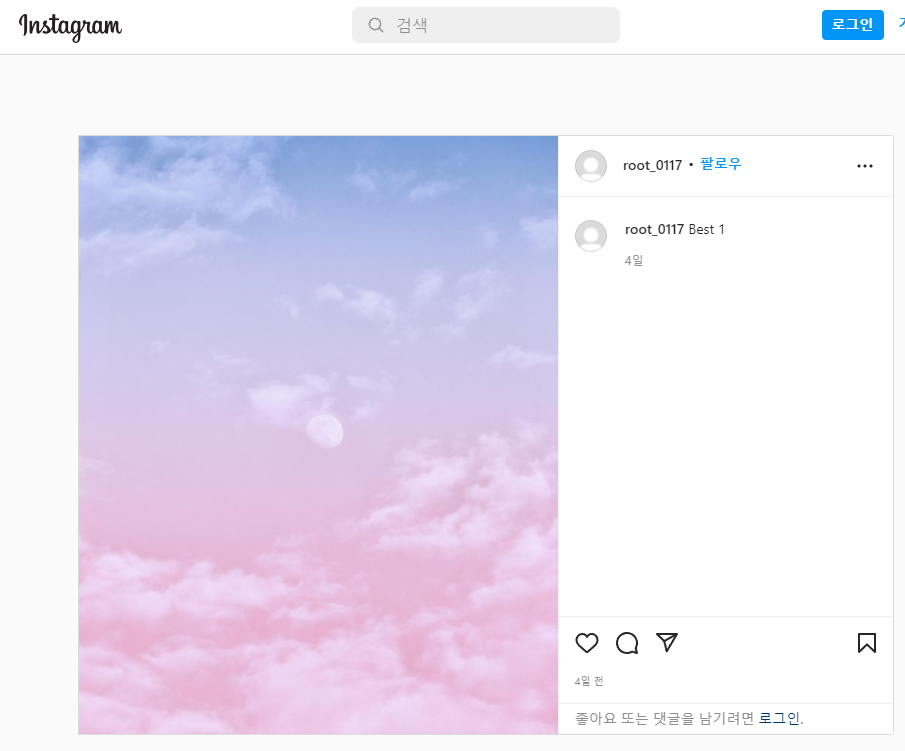 Instagram
검색
로그인
root_0117 • 팔로우
root_0117 Best 1
4일
4일 전
좋아요 또는 댓글을 남기려면 로그인.